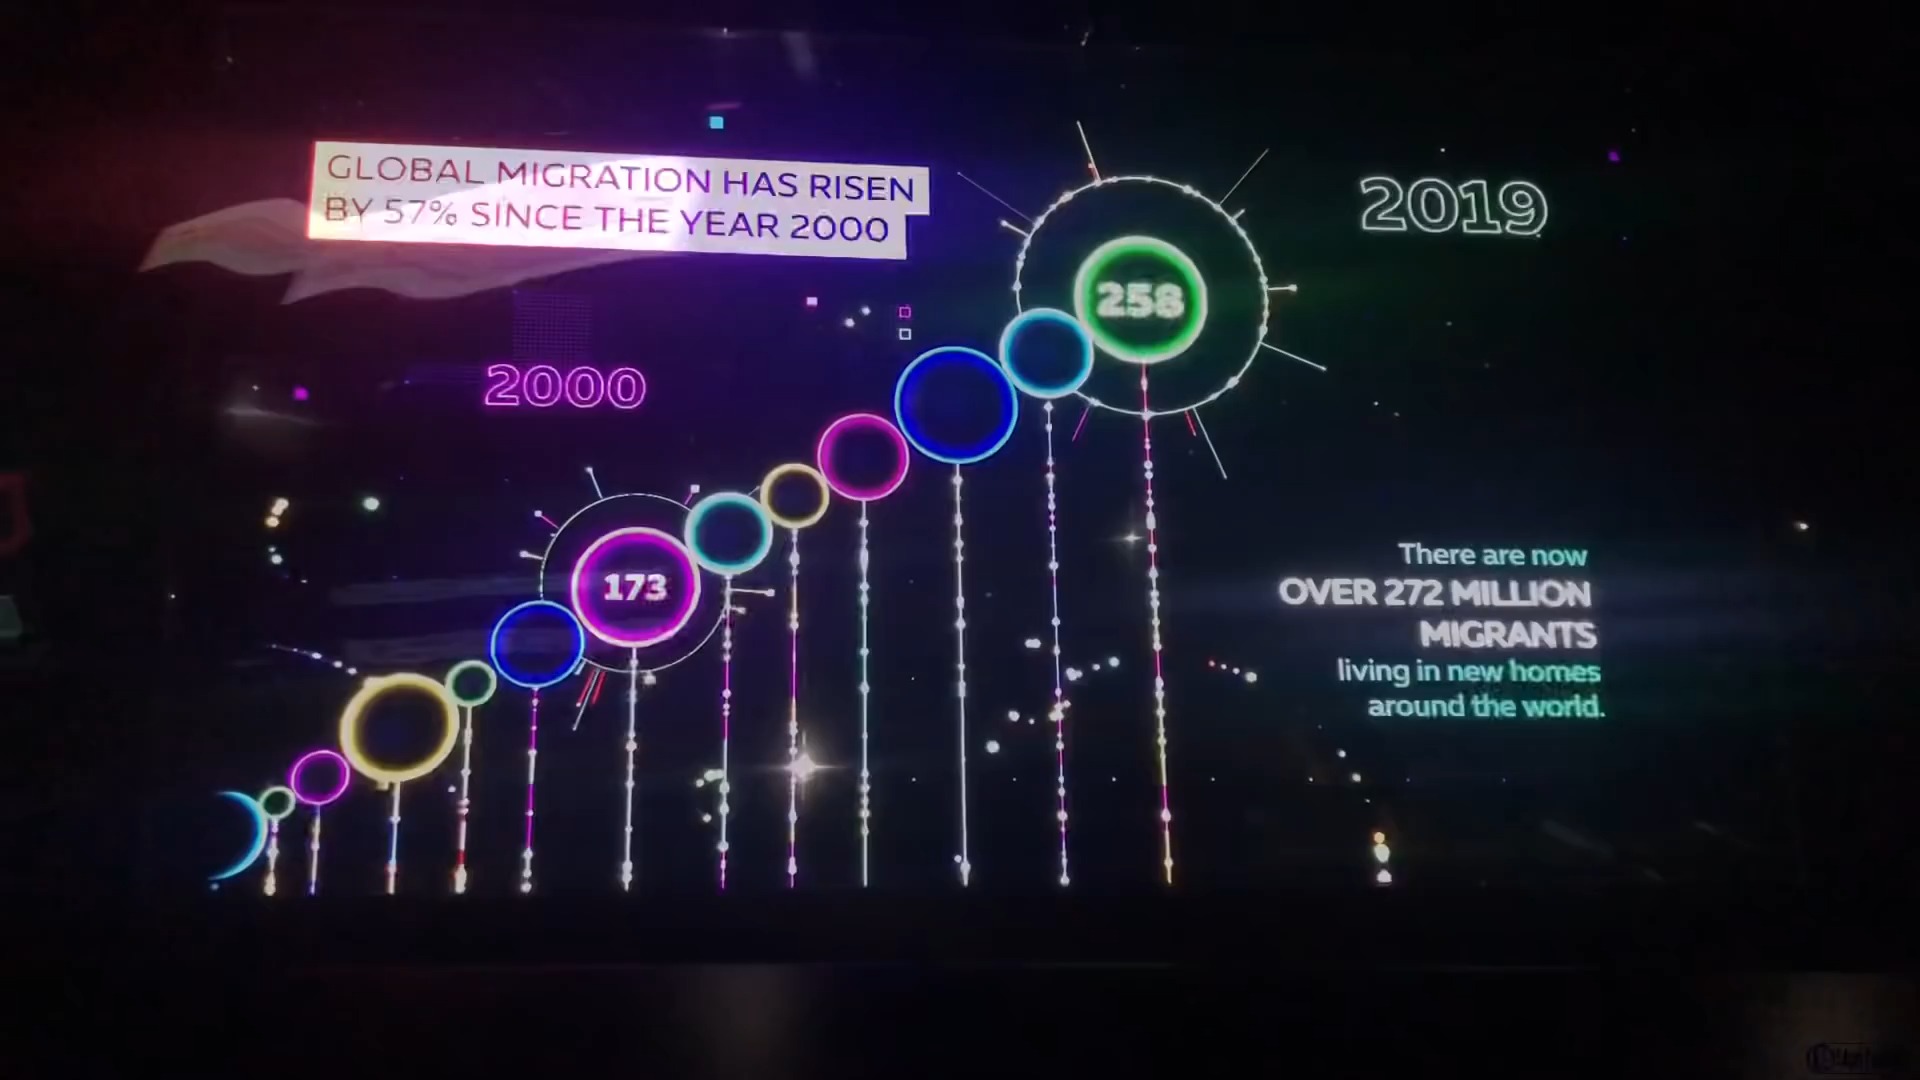 GLOBAL MIGRATION HAS RISEN
BY 57% SINCE THE YEAR 2000
2019
258
2000
173
There are now
OVER 272 MILLION
MIGRANTS
living in new homes
around the world.